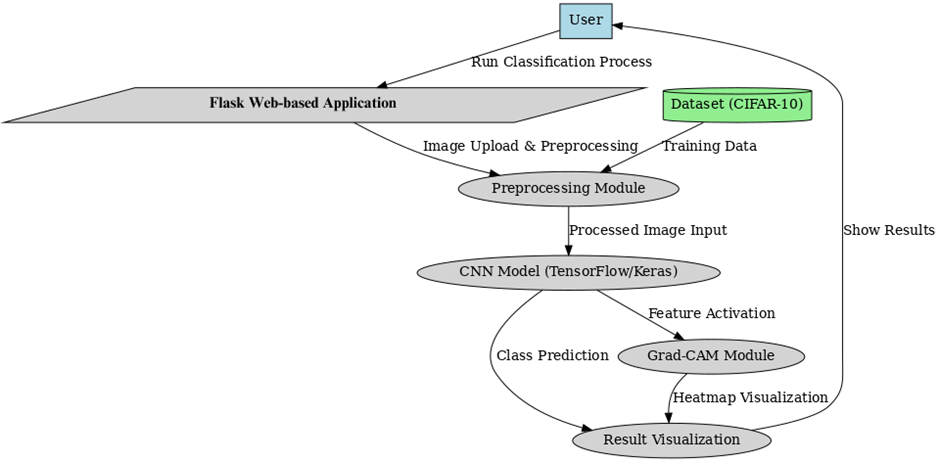 User
Run Classification Process
Flask Web-based Application
Dataset (CIFAR-10)
Image Upload & Preprocessing
Training Data
Preprocessing Module
Processed Image Input
Show Results
CNN Model (TensorFlow/Keras)
Feature Activation
Class Prediction
Grad-CAM Module
Heatmap Visualization
Result Visualization